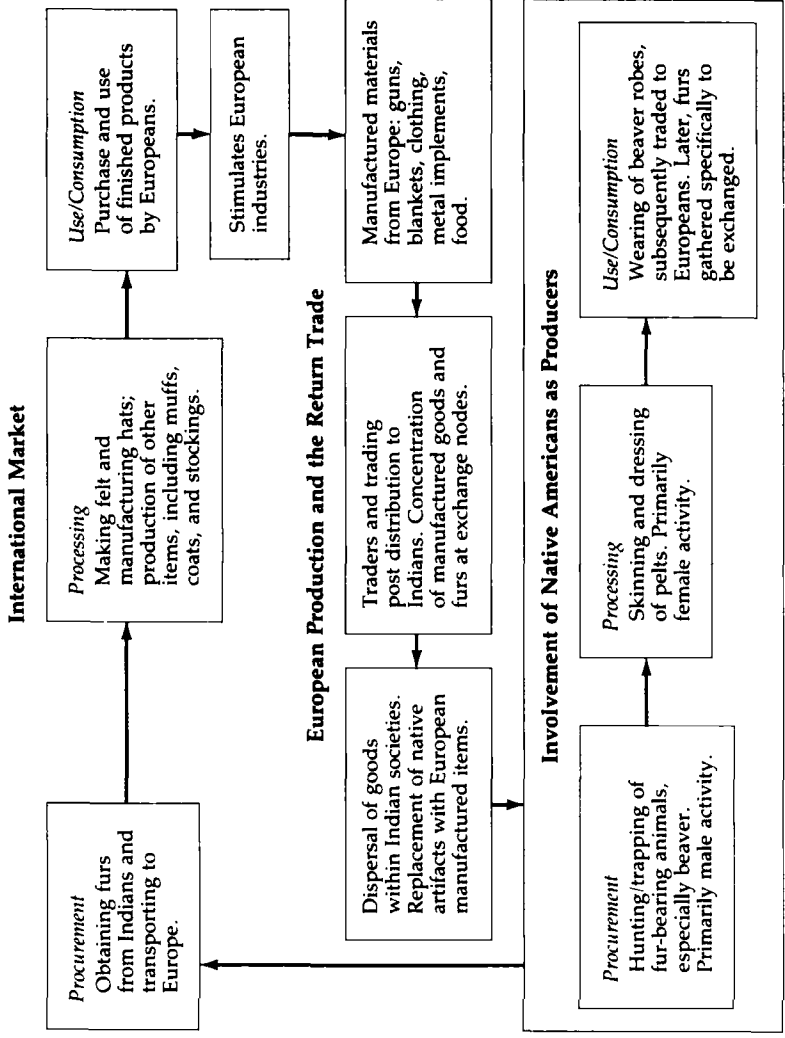 International Market
Procurement
Obtaining furs
from Indians and
transporting to
Europe.
Processing
Making felt and
manufacturing hats;
production of other
items, including muffs,
coats, and stockings.
Use/Consumption
Purchase and use
of finished products
by Europeans.
Stimulates European
industries.
European Production and the Return Trade
Manufactured materials
from Europe: guns,
blankets, clothing,
metal implements,
food.
Traders and trading
post distribution to
Indians. Concentration
of manufactured goods and
furs at exchange nodes.
Dispersal of goods
within Indian societies.
Replacement of native
artifacts with European
manufactured items.
Involvement of Native Americans as Producers
Procurement
Hunting/trapping of
fur-bearing animals,
especially beaver.
Primarily male activity.
Processing
Skinning and dressing
of pelts. Primarily
female activity.
Use/Consumption
Wearing of beaver robes,
subsequently traded to
Europeans. Later, furs
gathered specifically to
be exchanged.